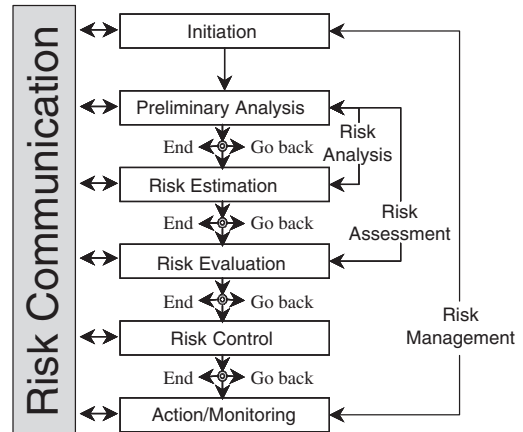 Risk Communication
Initiation
Preliminary Analysis
End Go back
Risk
Analysis
Risk Estimation
End Go back
Risk
Assessment
Risk Evaluation
End Go back
Risk
Management
Risk Control
End Go back
Action/Monitoring